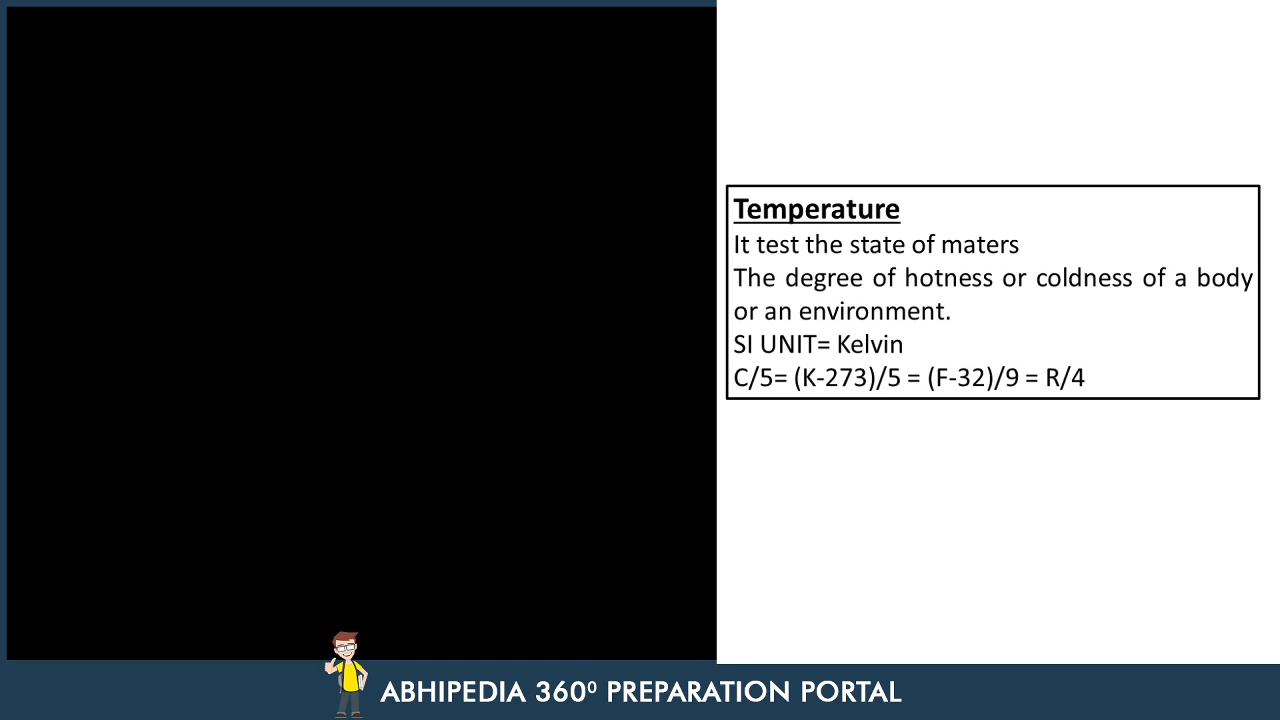 Temperature
It test the state of maters
The degree of hotness or coldness of a body
or an environment.
SI UNIT= Kelvin
C/5= (K-273)/5 = (F-32)/9 = R/4
ABHIPEDIA 360⁰ PREPARATION PORTAL